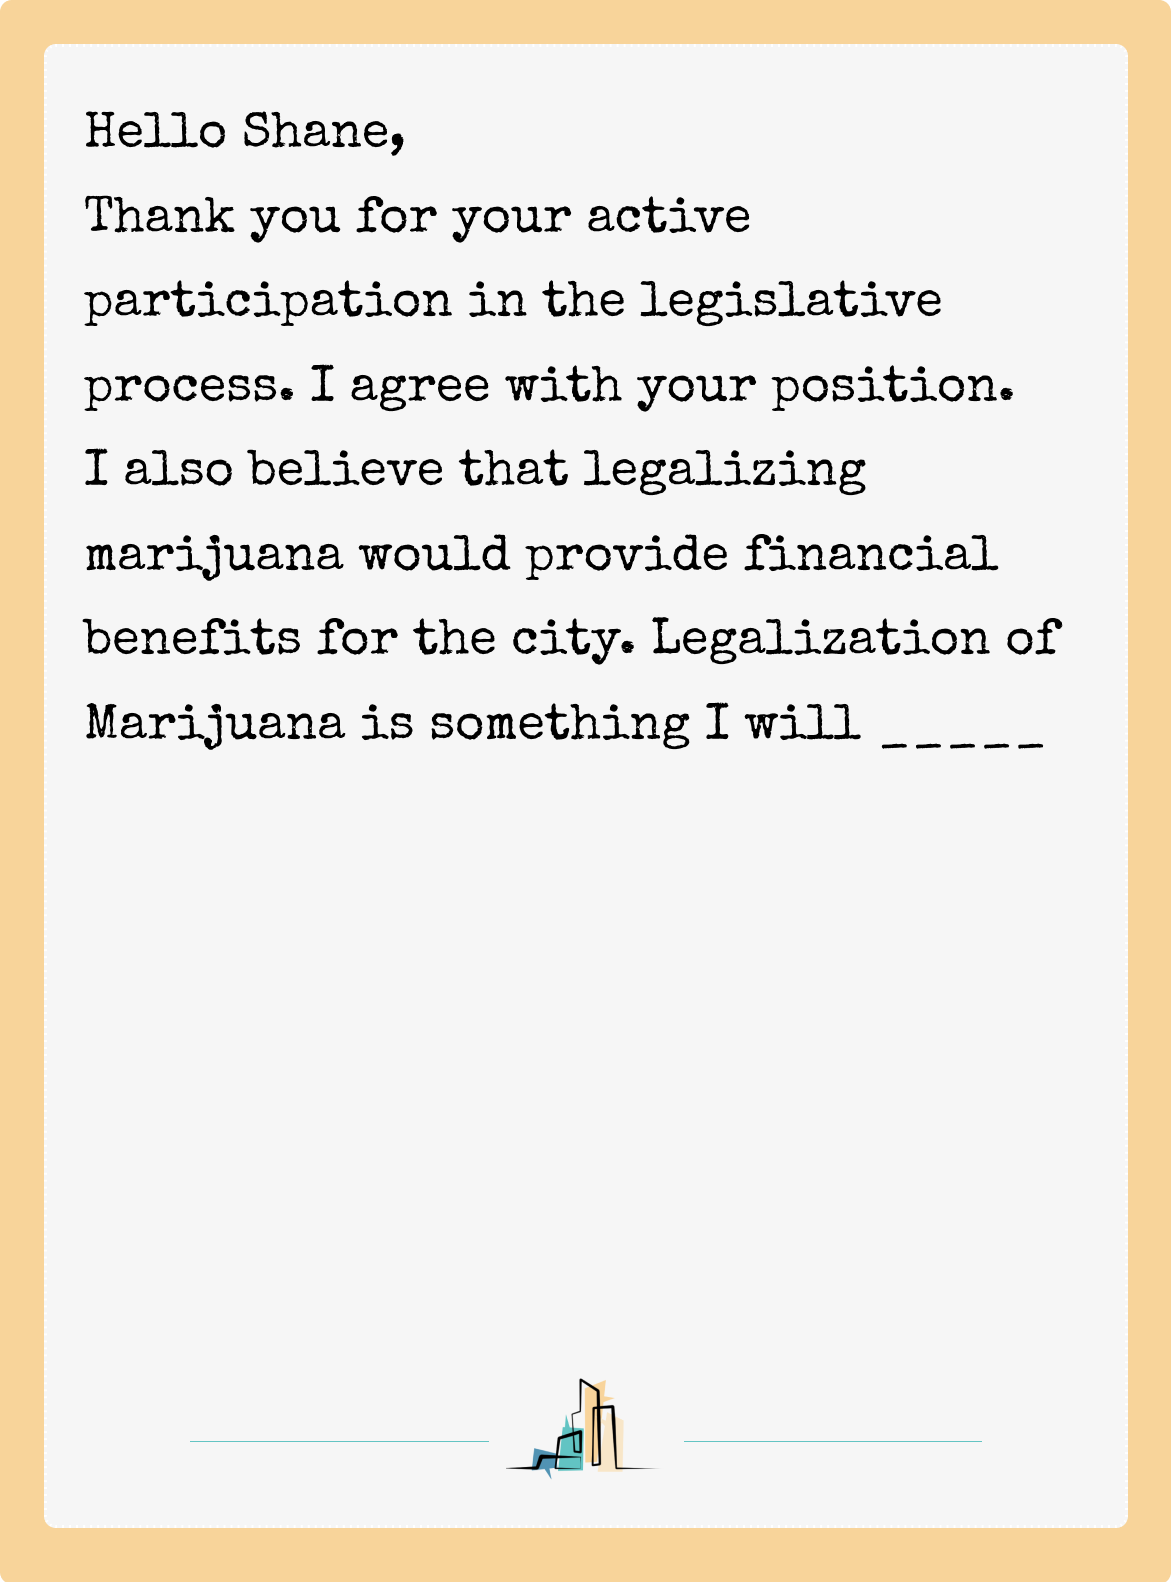 Hello Shane,
Thank you for your active
participation in the legislative
process. I agree with your position.
I also believe that legalizing
marijuana would provide financial
benefits for the city. Legalization of
Marijuana is something I will _____